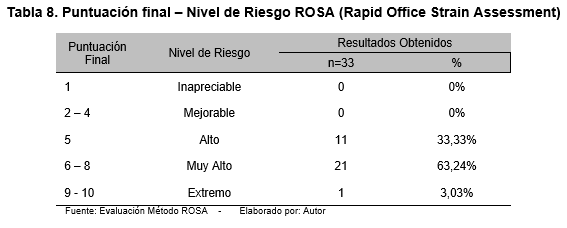 Tabla 8. Puntuación final – Nivel de Riesgo ROSA (Rapid Office Strain Assessment)
Puntuación Final Nivel de Riesgo Resultados Obtenidos
n=33 %
1 Inapreciable 0 0%
2 – 4 Mejorable 0 0%
5 Alto 11 33,33%
6 – 8 Muy Alto 21 63,24%
9 - 10 Extremo 1 3,03%
Fuente: Evaluación Método ROSA - Elaborado por: Autor